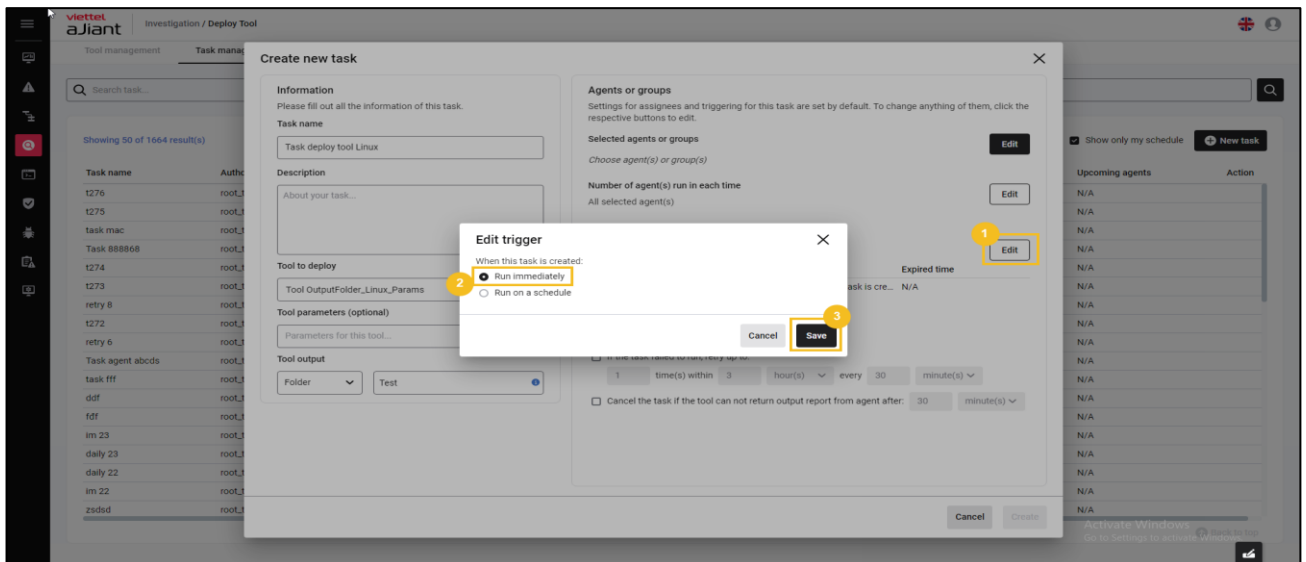 viettel
aJiant
Investigation / Deploy Tool
Tool management
Task manag
Search task...
Showing 50 of 1664 result(s)
Show only my schedule
New task
Task name
Autho
Upcoming agents
Action
t276
root_t
N/A
t275
root_t
N/A
task mac
root_t
N/A
Task 888868
root_t
N/A
t274
root_t
N/A
t273
root_t
N/A
retry 8
root_t
N/A
t272
root_t
N/A
retry 6
root_t
N/A
Task agent abcds
root_t
N/A
task fff
root_t
N/A
ddf
root_t
N/A
fdf
root_t
N/A
im 23
root_t
N/A
daily 23
root_t
N/A
daily 22
root_t
N/A
im 22
root_t
N/A
zsdsd
root_t
N/A
Create new task
Information
Please fill out all the information of this task.
Task name
Task deploy tool Linux
Description
About your task...
Tool to deploy
Tool OutputFolder_Linux_Params
Tool parameters (optional)
Parameters for this tool...
Tool output
Folder
Test
Agents or groups
Settings for assignees and triggering for this task are set by default. To change anything of them, click the
respective buttons to edit.
Selected agents or groups
Edit
Choose agent(s) or group(s)
Number of agent(s) run in each time
Edit
All selected agent(s)
1
Edit
Expired time
ask is cre... N/A
If the task failed to run, retry up to:
1 time(s) within 3 hour(s) every 30 minute(s)
Cancel the task if the tool can not return output report from agent after: 30 minute(s)
Cancel
Create
Edit trigger
When this task is created:
2
Run immediately
Run on a schedule
3
Cancel
Save
Activate Windows
Go to Settings to activate Windows.
Back to top